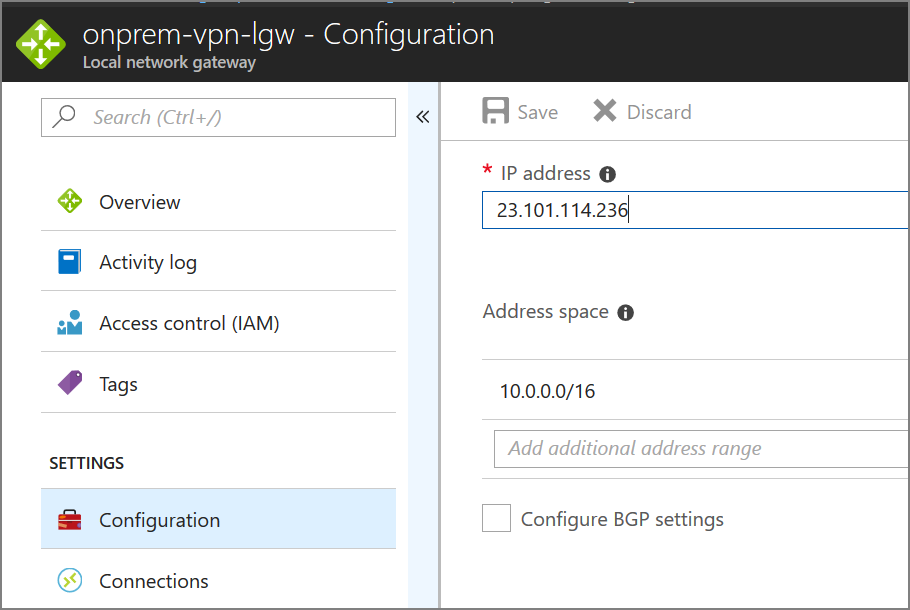 onprem-vpn-lgw - Configuration
Local network gateway
Search (Ctrl+/)
«
Overview
Activity log
Access control (IAM)
Tags
SETTINGS
Configuration
Connections
Save
Discard
* IP address
23.101.114.236
Address space
10.0.0.0/16
Add additional address range
Configure BGP settings